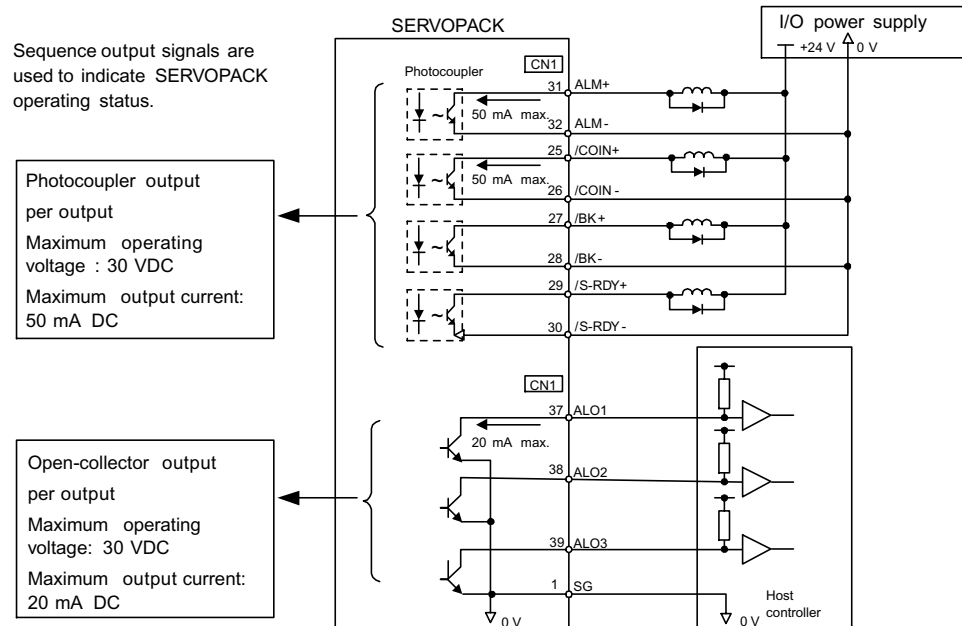 SERVOPACK
I/O power supply
+24 V
0 V
Sequence output signals are
used to indicate SERVOPACK
operating status.
CN1
Photocoupler
31 ALM+
50 mA max.
32 ALM-
25 /COIN+
50 mA max.
26 /COIN -
27 /BK+
28 /BK-
29 /S-RDY+
30 /S-RDY-
Photocoupler output
per output
Maximum operating
voltage : 30 VDC
Maximum output current:
50 mA DC
CN1
37 ALO1
20 mA max.
38 ALO2
39 ALO3
1 SG
0 V
Host
controller
0 V
Open-collector output
per output
Maximum operating
voltage: 30 VDC
Maximum output current:
20 mA DC